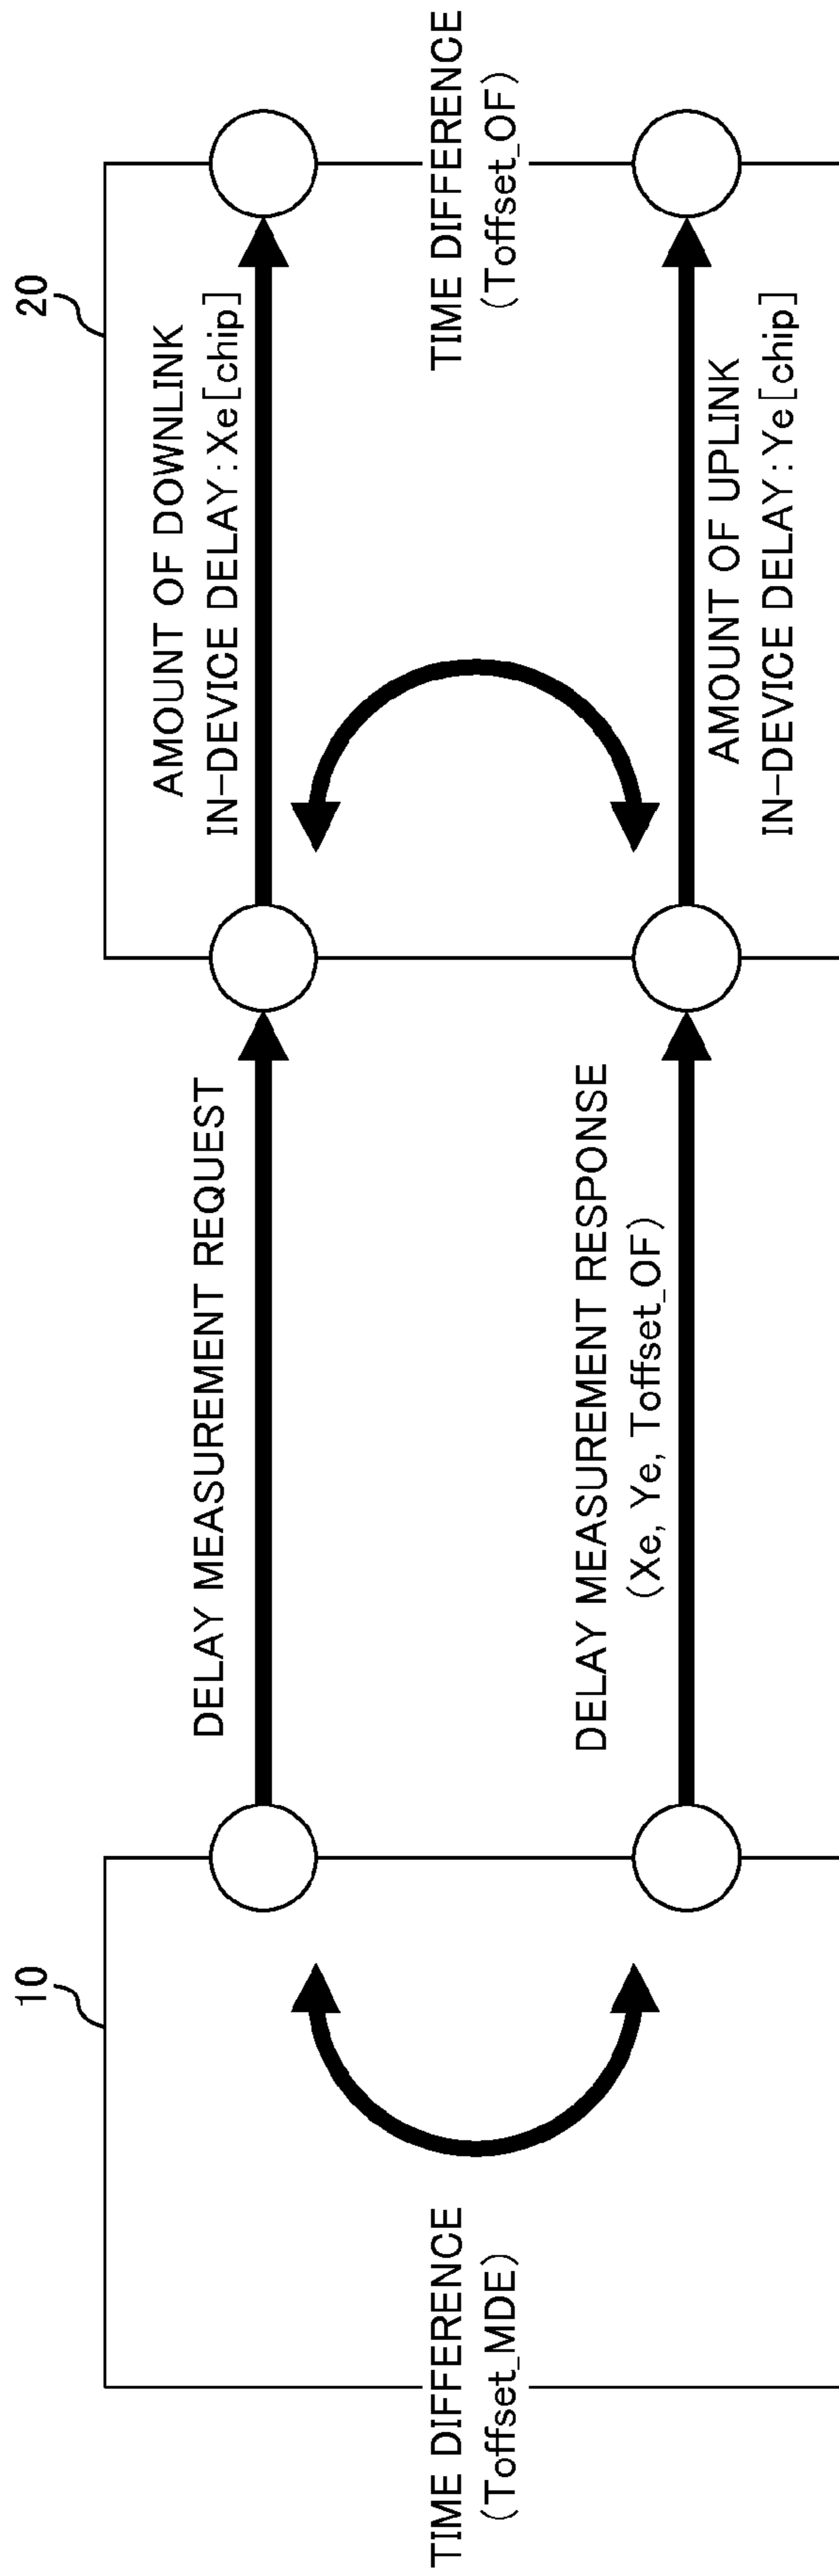 10
20
TIME DIFFERENCE
(Toffset_MDE)
DELAY MEASUREMENT REQUEST
AMOUNT OF DOWNLINK
IN-DEVICE DELAY:Xe[chip]
TIME DIFFERENCE
(Toffset_OF)
DELAY MEASUREMENT RESPONSE
(Xe, Ye, Toffset_OF)
AMOUNT OF UPLINK
IN-DEVICE DELAY:Ye[chip]